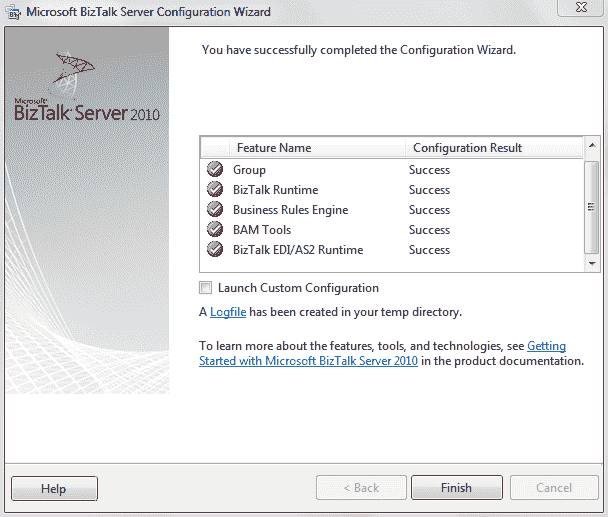 Microsoft BizTalk Server Configuration Wizard
You have successfully completed the Configuration Wizard.
Microsoft®
BizTalk Server 2010
Feature Name Configuration Result
Group Success
BizTalk Runtime Success
Business Rules Engine Success
BAM Tools Success
BizTalk EDI/AS2 Runtime Success
Launch Custom Configuration
A Logfile has been created in your temp directory.
To learn more about the features, tools, and technologies, see Getting
Started with Microsoft BizTalk Server 2010 in the product documentation.
Help < Back Finish Cancel